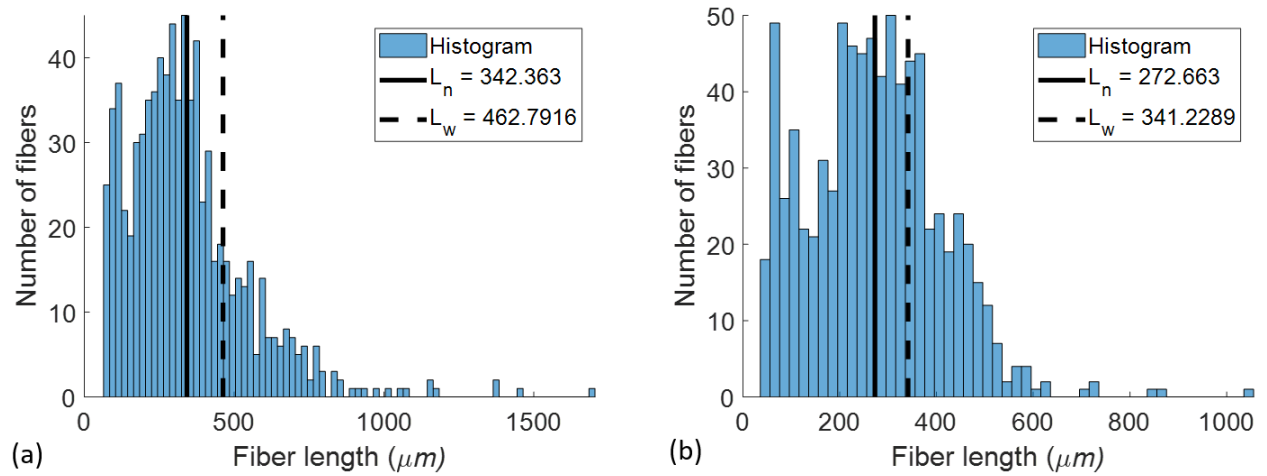 Number of fibers
40
30
20
10
0
Histogram
L_n = 342.363
L_w = 462.7916
0
500
1000
1500
Fiber length (μm)
(a)
Number of fibers
50
40
30
20
10
0
Histogram
L_n = 272.663
L_w = 341.2289
0
200
400
600
800
1000
Fiber length (μm)
(b)